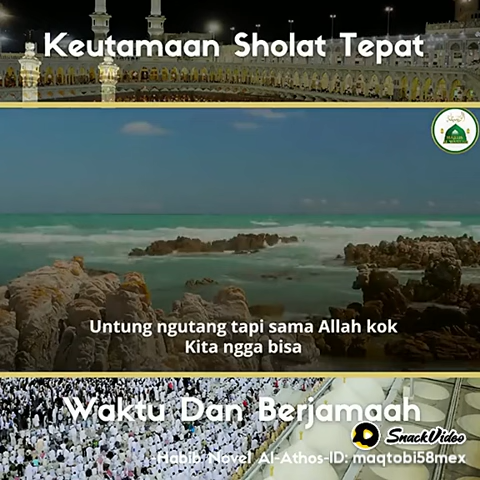 Keutamaan Sholat Tepat
Untung ngutang tapi sama Allah kok
Kita ngga bisa
Waktu Dan Berjamaah
SnackVideo
Habib Novel Al-Athos-ID: maqtobi58mex